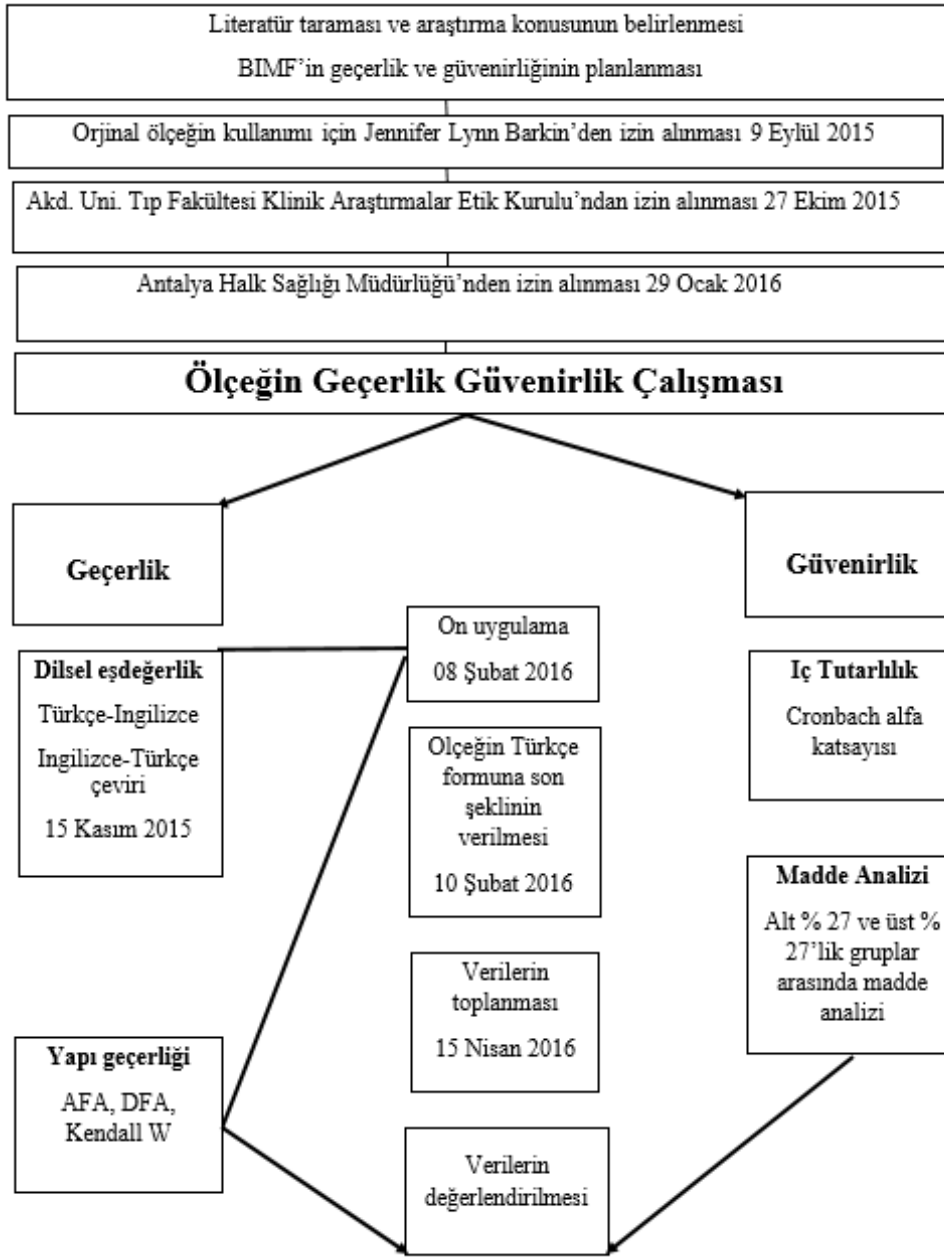 Literatür taraması ve araştırma konusunun belirlenmesi
BIMF’in geçerlik ve güvenirliğinin planlanması
Orjinal ölçeğin kullanımı için Jennifer Lynn Barkin’den izin alınması 9 Eylül 2015
Akd. Uni. Tıp Fakültesi Klinik Araştırmalar Etik Kurulu’ndan izin alınması 27 Ekim 2015
Antalya Halk Sağlığı Müdürlüğü’nden izin alınması 29 Ocak 2016
Ölçeğin Geçerlik Güvenirlik Çalışması
Geçerlik
Güvenirlik
Dilsel eşdeğerlik
Türkçe-Ingilizce
Ingilizce-Türkçe
çeviri
15 Kasım 2015
On uygulama
08 Şubat 2016
Iç Tutarlılık
Cronbach alfa
katsayısı
Olçeğin Türkçe
formuna son
şeklinin
verilmesi
10 Şubat 2016
Madde Analizi
Alt % 27 ve üst %
27’lik gruplar
arasında madde
analizi
Verilerin
toplanması
15 Nisan 2016
Yapı geçerliği
AFA, DFA,
Kendall W
Verilerin
değerlendirilmesi